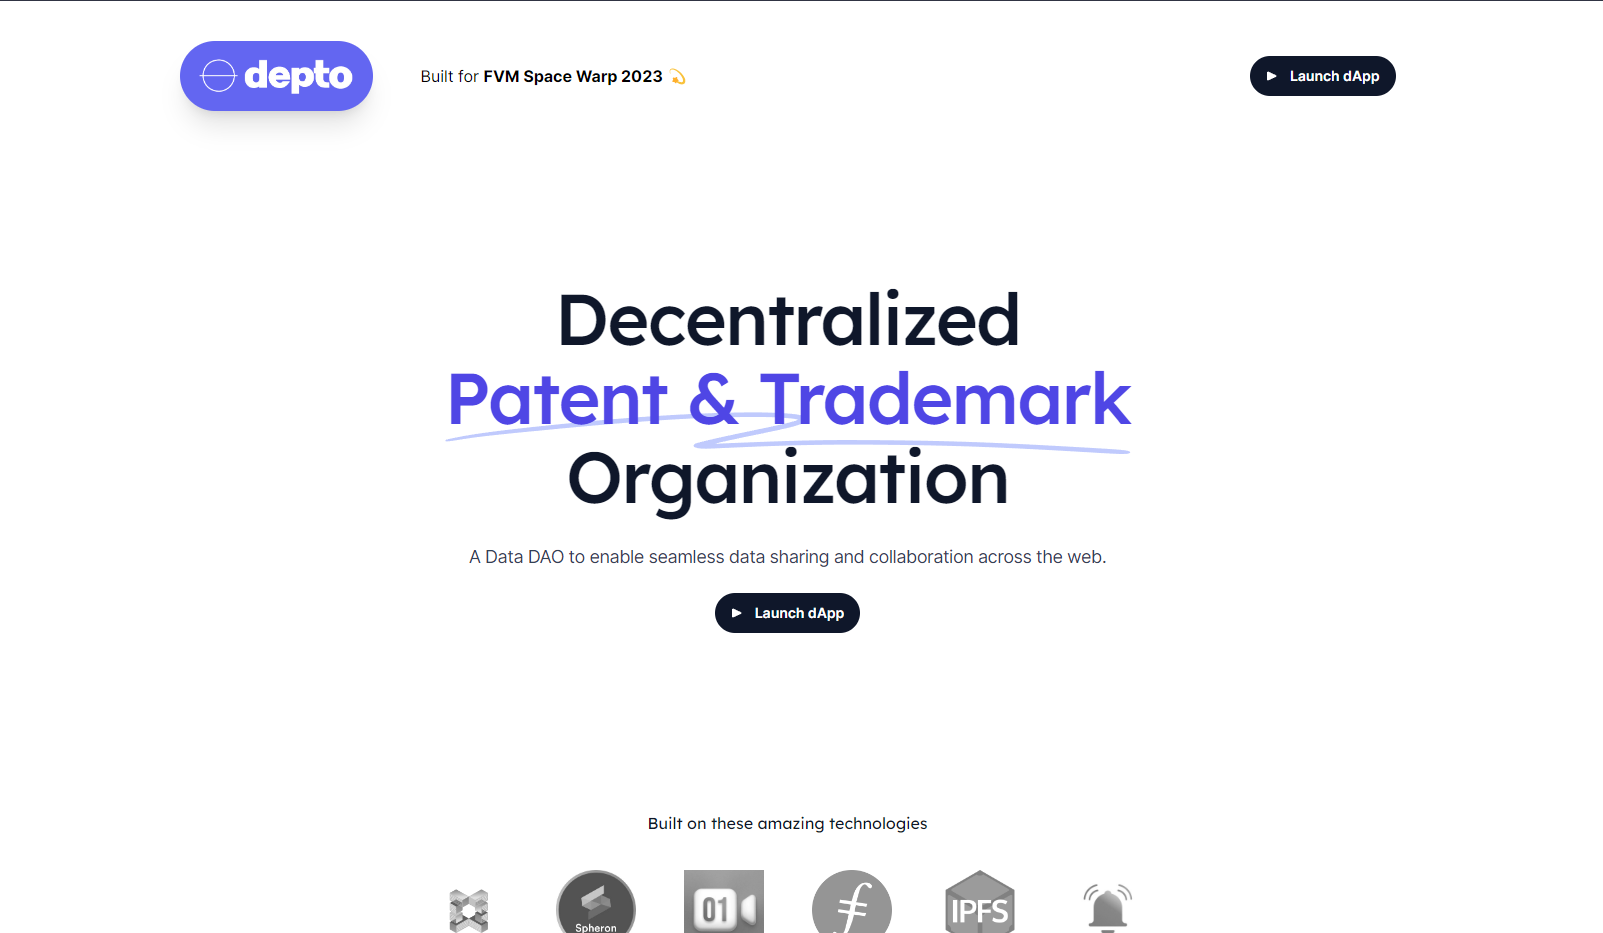 depto
Built for FVM Space Warp 2023
Launch dApp
Decentralized
Patent & Trademark
Organization
A Data DAO to enable seamless data sharing and collaboration across the web.
Launch dApp
Built on these amazing technologies
Spheron
01
IPFS